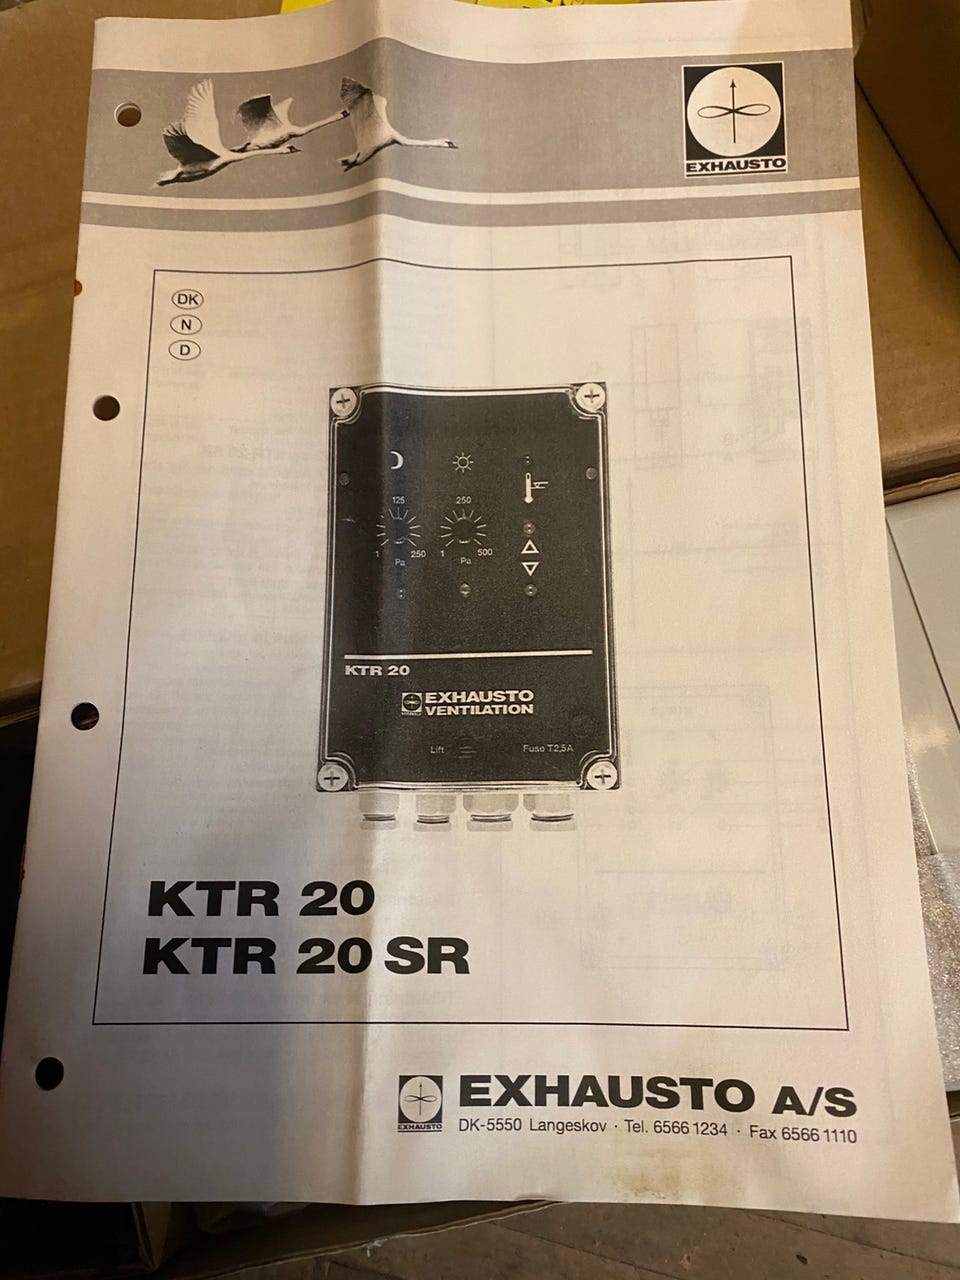 EXHAUSTO
DK
N
D
125
250
1
250
1
500
Pa
Pa
KTR 20
EXHAUSTO
VENTILATION
Lift
Fuse T2,5A
KTR 20
KTR 20 SR
EXHAUSTO
EXHAUSTO A/S
DK-5550 Langeskov · Tel. 6566 1234 · Fax 6566 1110